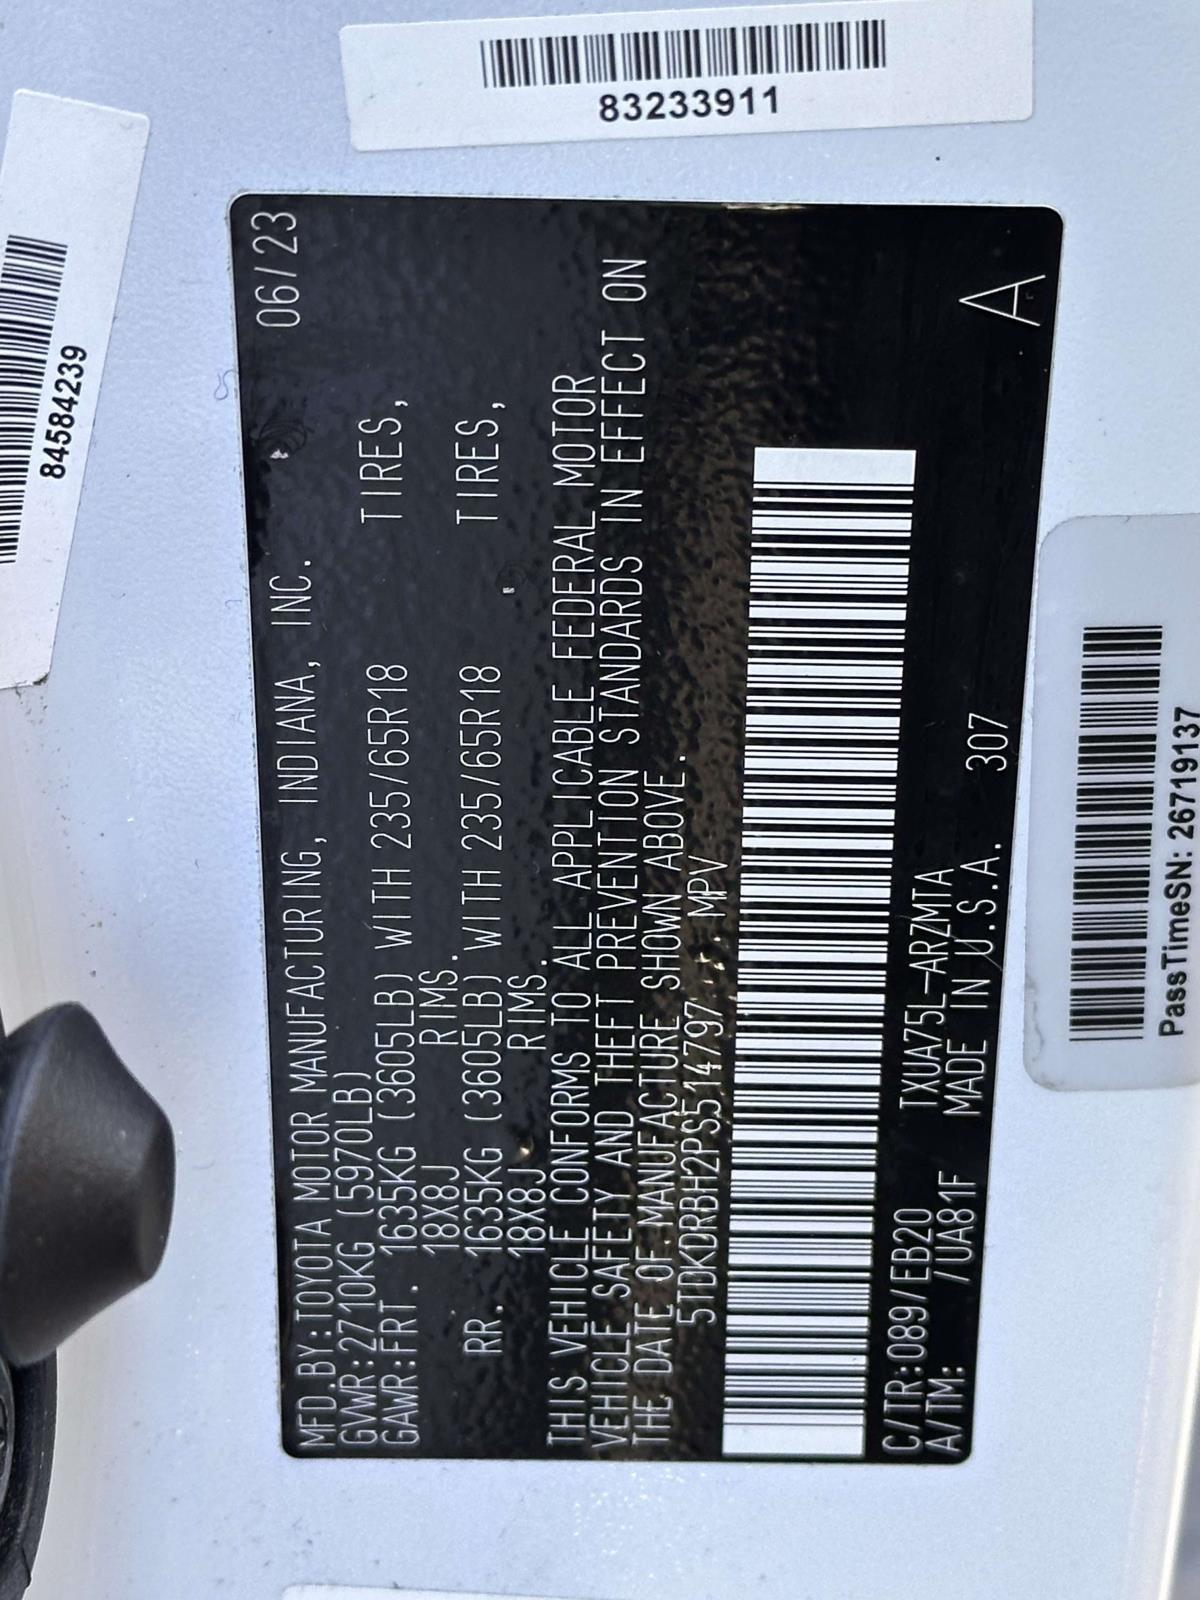 83233911
84584239
MFD.BY:TOYOTA MOTOR MANUFACTURING, INDIANA, INC. 06/23
GVWR:2710KG (5970LB)
GAWR:FRT. 1635KG (3605LB) WITH 235/65R18 TIRES,
18X8J RIMS.
RR. 1635KG (3605LB) WITH 235/65R18 TIRES,
18X8J RIMS.
THIS VEHICLE CONFORMS TO ALL APPLICABLE FEDERAL MOTOR
VEHICLE SAFETY AND THEFT PREVENTION STANDARDS IN EFFECT ON
THE DATE OF MANUFACTURE SHOWN ABOVE.
5TDKDRBH2PS514797 MPV
C/TR:089/EB20 TXUA75L-ARZMTA
A/TM: /UA81F MADE IN U.S.A. 307
A
PassTimeSN: 26719137